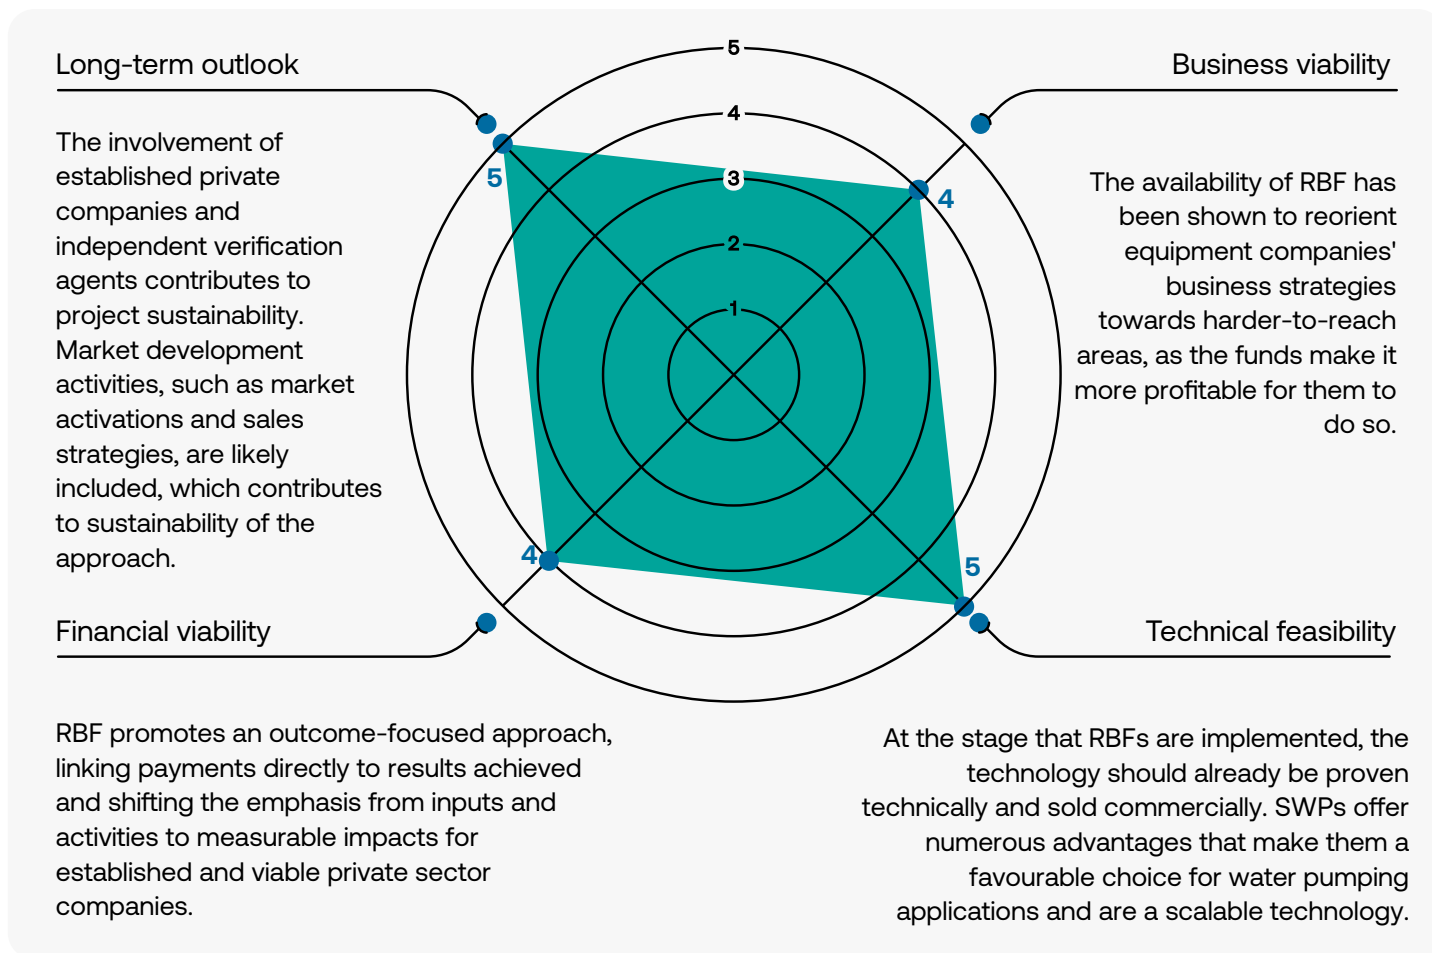 Long-term outlook
The involvement of
established private
companies and
independent verification
agents contributes to
project sustainability.
Market development
activities, such as market
activations and sales
strategies, are likely
included, which contributes
to sustainability of the
approach.
5
4
3
2
1
5
4
4
5
Business viability
The availability of RBF has
been shown to reorient
equipment companies'
business strategies
towards harder-to-reach
areas, as the funds make it
more profitable for them to
do so.
Financial viability
RBF promotes an outcome-focused approach,
linking payments directly to results achieved
and shifting the emphasis from inputs and
activities to measurable impacts for
established and viable private sector
companies.
Technical feasibility
At the stage that RBFs are implemented, the
technology should already be proven
technically and sold commercially. SWPs offer
numerous advantages that make them a
favourable choice for water pumping
applications and are a scalable technology.